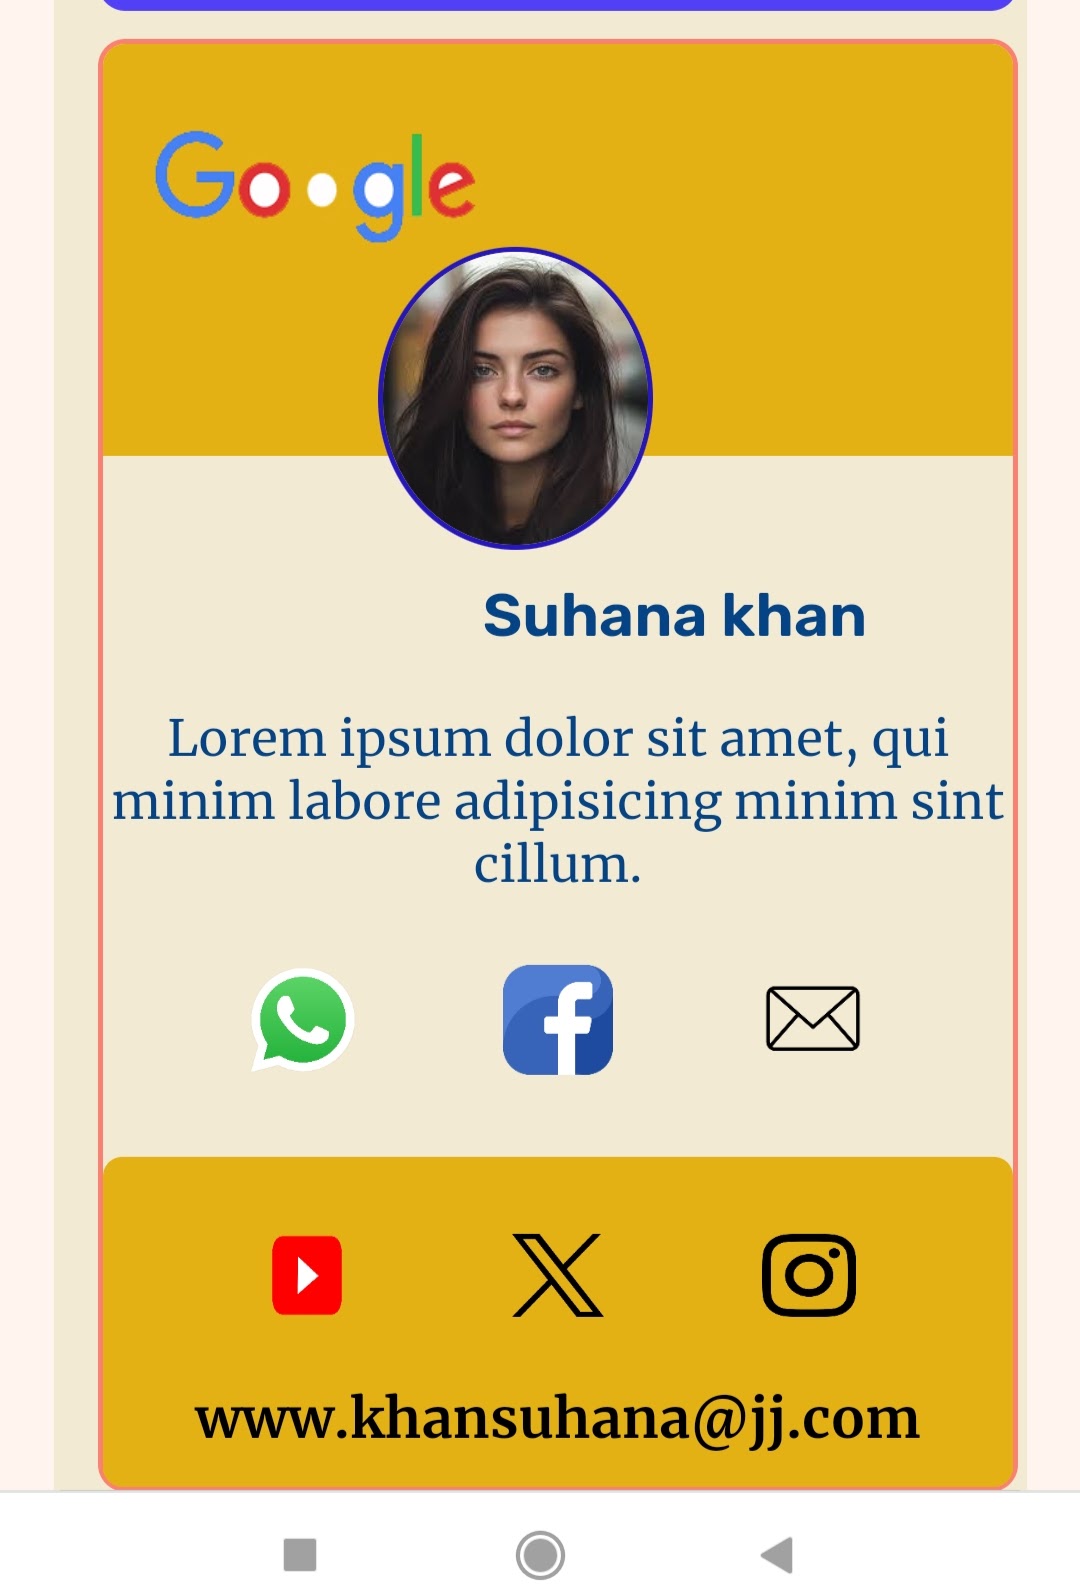 Google
Suhana khan
Lorem ipsum dolor sit amet, qui
minim labore adipisicing minim sint
cillum.
www.khansuhana@jj.com